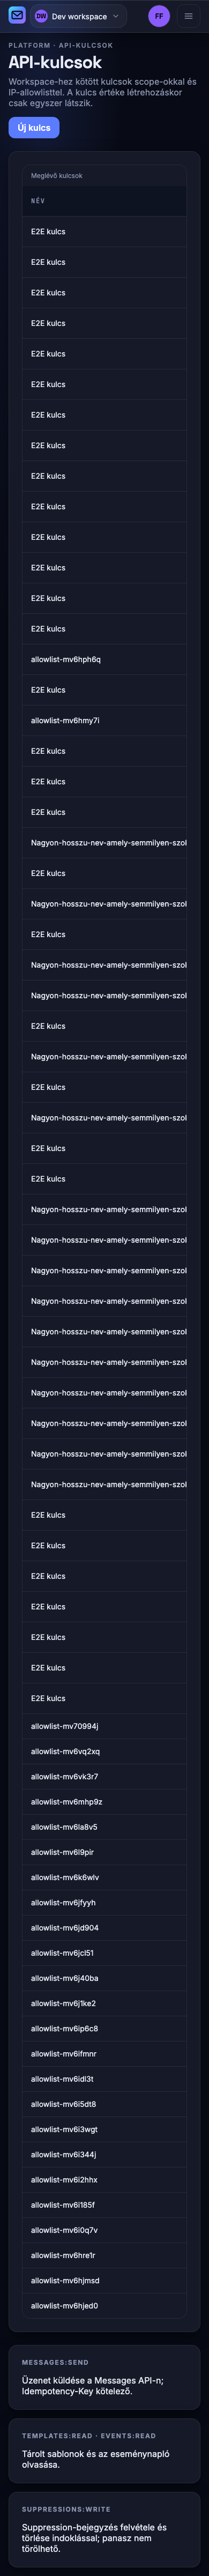 DW Dev workspace FF
PLATFORM · API-KULCSOK
API-kulcsok
Workspace-hez kötött kulcsok scope-okkal és
IP-allowlisttel. A kulcs értéke létrehozáskor
csak egyszer látszik.
Új kulcs
Meglévő kulcsok
NÉV
E2E kulcs
E2E kulcs
E2E kulcs
E2E kulcs
E2E kulcs
E2E kulcs
E2E kulcs
E2E kulcs
E2E kulcs
E2E kulcs
E2E kulcs
E2E kulcs
E2E kulcs
E2E kulcs
allowlist-mv6hph6q
E2E kulcs
allowlist-mv6hmy7i
E2E kulcs
E2E kulcs
E2E kulcs
Nagyon-hosszu-nev-amely-semmilyen-szol
E2E kulcs
Nagyon-hosszu-nev-amely-semmilyen-szol
E2E kulcs
Nagyon-hosszu-nev-amely-semmilyen-szol
Nagyon-hosszu-nev-amely-semmilyen-szol
E2E kulcs
Nagyon-hosszu-nev-amely-semmilyen-szol
E2E kulcs
Nagyon-hosszu-nev-amely-semmilyen-szol
E2E kulcs
E2E kulcs
Nagyon-hosszu-nev-amely-semmilyen-szol
Nagyon-hosszu-nev-amely-semmilyen-szol
Nagyon-hosszu-nev-amely-semmilyen-szol
Nagyon-hosszu-nev-amely-semmilyen-szol
Nagyon-hosszu-nev-amely-semmilyen-szol
Nagyon-hosszu-nev-amely-semmilyen-szol
Nagyon-hosszu-nev-amely-semmilyen-szol
Nagyon-hosszu-nev-amely-semmilyen-szol
Nagyon-hosszu-nev-amely-semmilyen-szol
Nagyon-hosszu-nev-amely-semmilyen-szol
E2E kulcs
E2E kulcs
E2E kulcs
E2E kulcs
E2E kulcs
E2E kulcs
E2E kulcs
allowlist-mv70994j
allowlist-mv6vq2xq
allowlist-mv6vk3r7
allowlist-mv6mhp9z
allowlist-mv6la8v5
allowlist-mv6l9pir
allowlist-mv6k6wlv
allowlist-mv6jfyyh
allowlist-mv6jd904
allowlist-mv6jcl51
allowlist-mv6j40ba
allowlist-mv6j1ke2
allowlist-mv6ip6c8
allowlist-mv6ifmnr
allowlist-mv6idl3t
allowlist-mv6i5dt8
allowlist-mv6i3wgt
allowlist-mv6i344j
allowlist-mv6i2hhx
allowlist-mv6i185f
allowlist-mv6i0q7v
allowlist-mv6hre1r
allowlist-mv6hjmsd
allowlist-mv6hjed0
MESSAGES:SEND
Üzenet küldése a Messages API-n;
Idempotency-Key kötelező.
TEMPLATES:READ · EVENTS:READ
Tárolt sablonok és az eseménynapló
olvasása.
SUPPRESSIONS:WRITE
Suppression-bejegyzés felvétele és
törlése indoklással; panasz nem
törölhető.